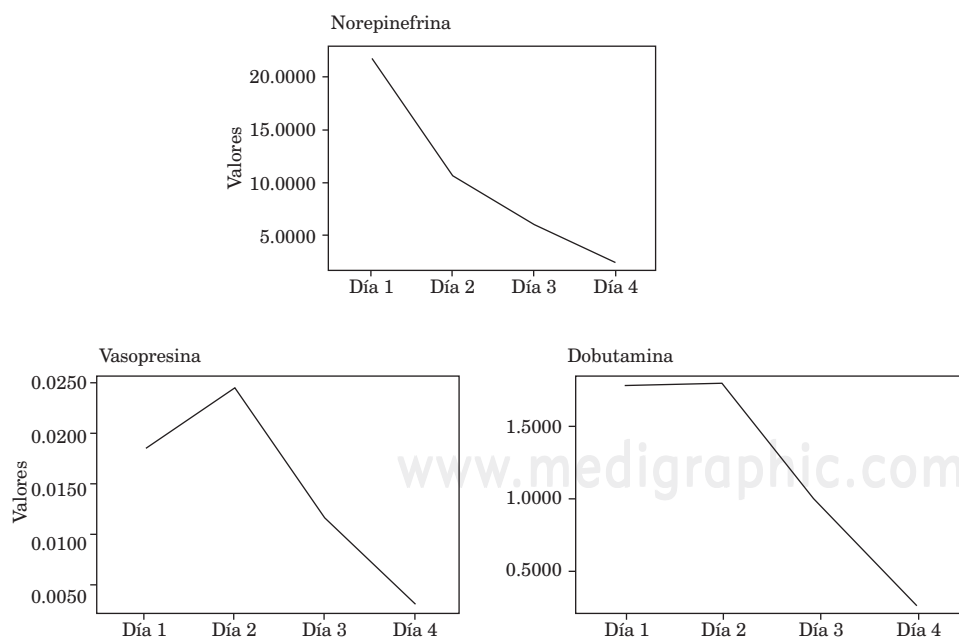 Norepinefrina
20.0000
15.0000
10.0000
5.0000
Valores
Día 1 Día 2 Día 3 Día 4
Vasopresina
0.0250
0.0200
0.0150
0.0100
0.0050
Valores
Día 1 Día 2 Día 3 Día 4
Dobutamina
1.5000
1.0000
0.5000
Día 1 Día 2 Día 3 Día 4
www.medigraphic.com